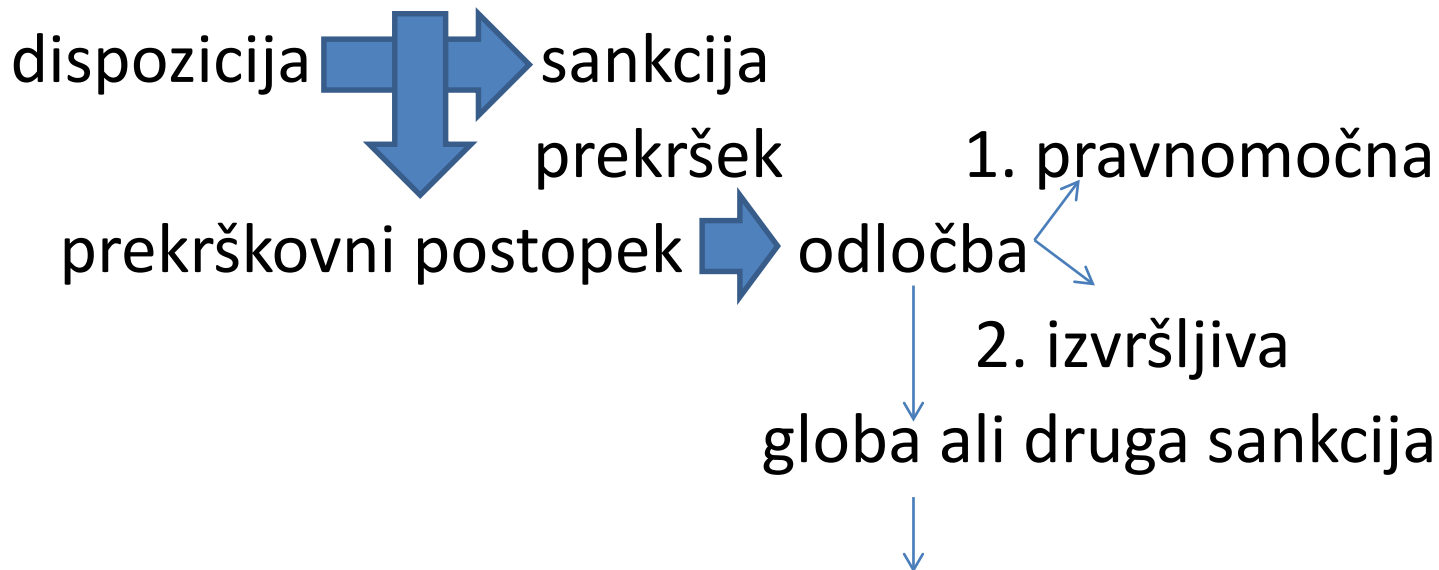 dispozicija sankcija
prekršek 1. pravnomočna
prekrškovni postopek odločba
2. izvršljiva
globa ali druga sankcija